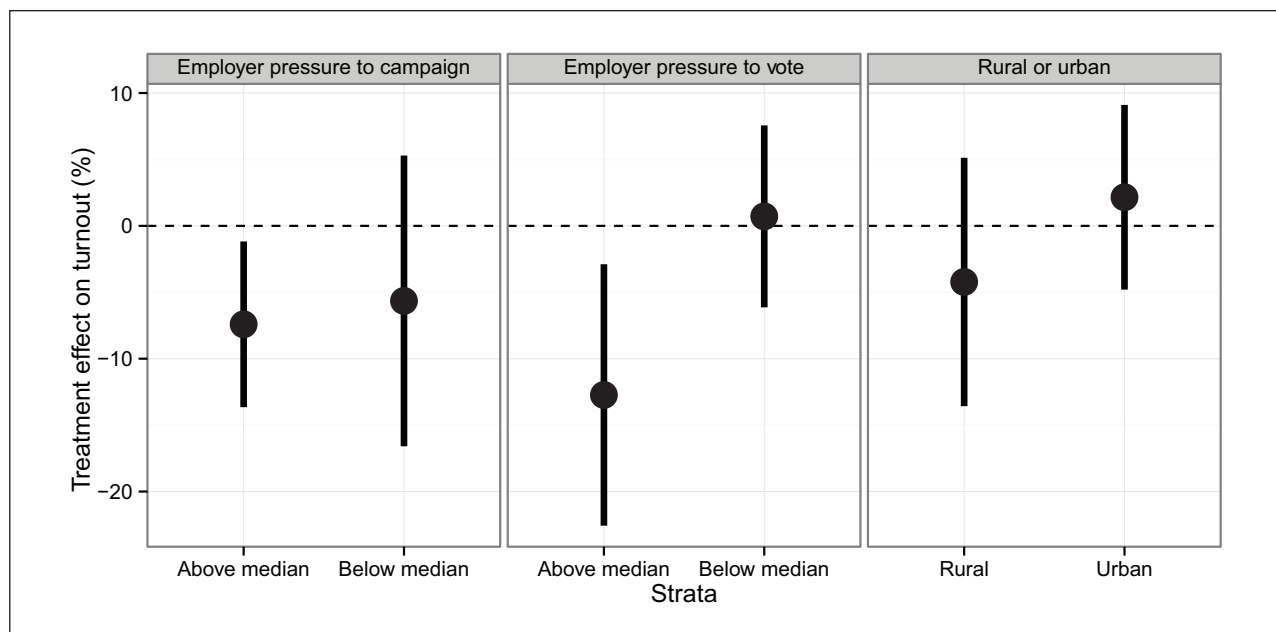 Employer pressure to campaign
Employer pressure to vote
Rural or urban
Treatment effect on turnout (%)
10
0
−10
−20
Above median
Below median
Above median
Below median
Rural
Urban
Strata